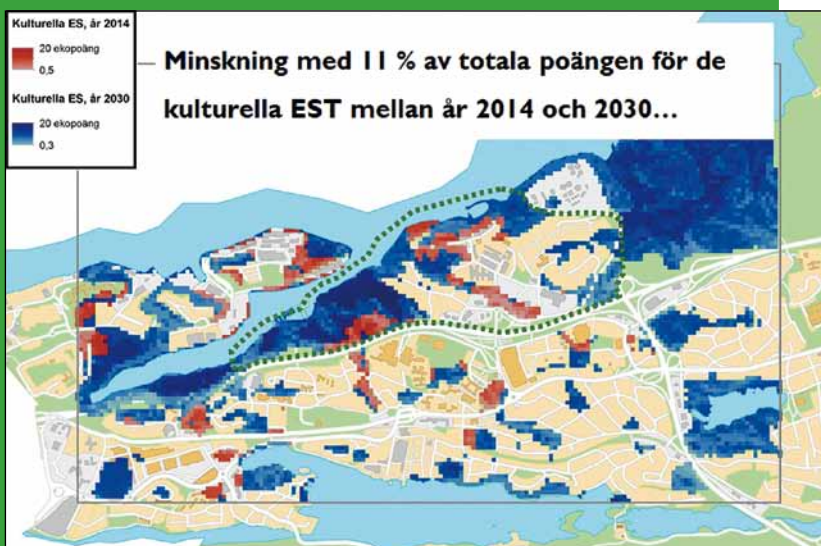 Kulturella ES, år 2014
20 ekopoäng
0,5
Kulturella ES, år 2030
20 ekopoäng
0,3
Minskning med 11 % av totala poängen för de
kulturella EST mellan år 2014 och 2030...